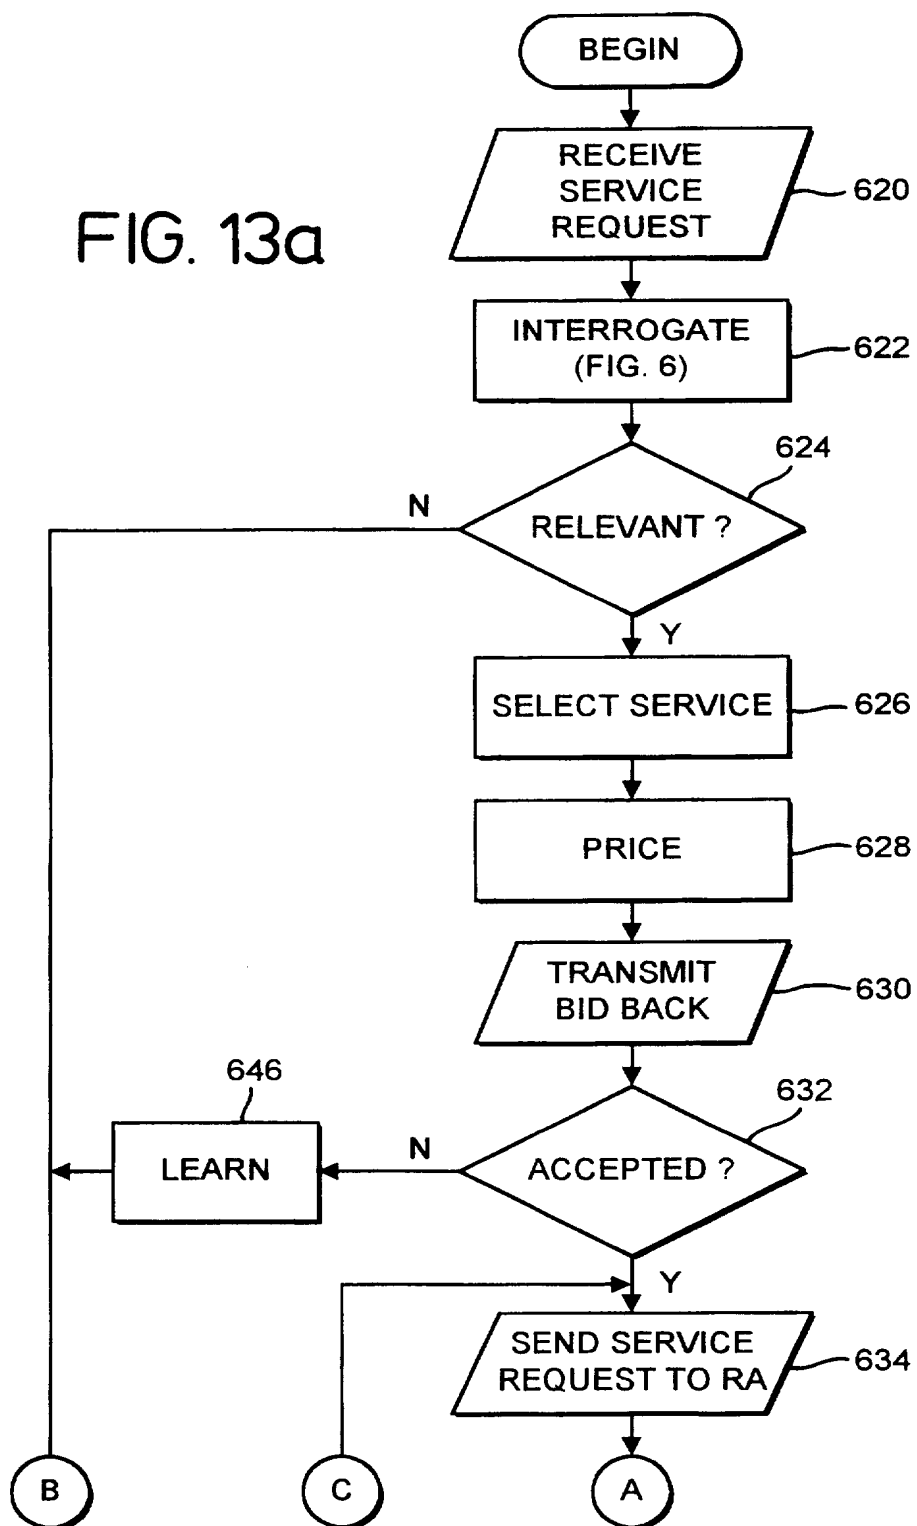 BEGIN
RECEIVE
SERVICE
REQUEST
620
FIG. 13a
INTERROGATE
(FIG. 6)
622
624
N
RELEVANT ?
Y
SELECT SERVICE
626
PRICE
628
TRANSMIT
BID BACK
630
646
632
LEARN
N
ACCEPTED ?
Y
SEND SERVICE
REQUEST TO RA
634
B
C
A